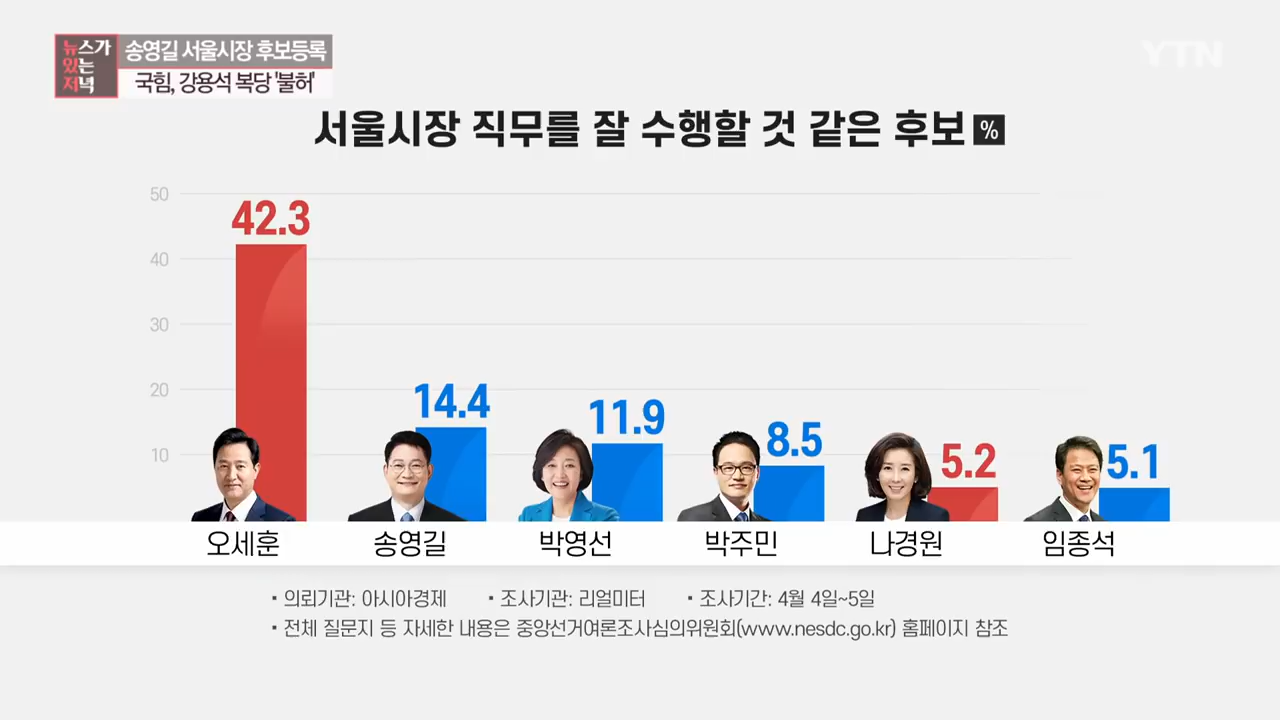 뉴스가
있는
저녁
송영길 서울시장 후보등록
국힘, 강용석 복당 '불허'
YTN
서울시장 직무를 잘 수행할 것 같은 후보 %
50
40
30
20
10
42.3
14.4
11.9
8.5
5.2
5.1
오세훈 송영길 박영선 박주민 나경원 임종석
▪ 의뢰기관: 아시아경제 ▪ 조사기관: 리얼미터 ▪ 조사기간: 4월 4일~5일
▪ 전체 질문지 등 자세한 내용은 중앙선거여론조사심의위원회(www.nesdc.go.kr) 홈페이지 참조